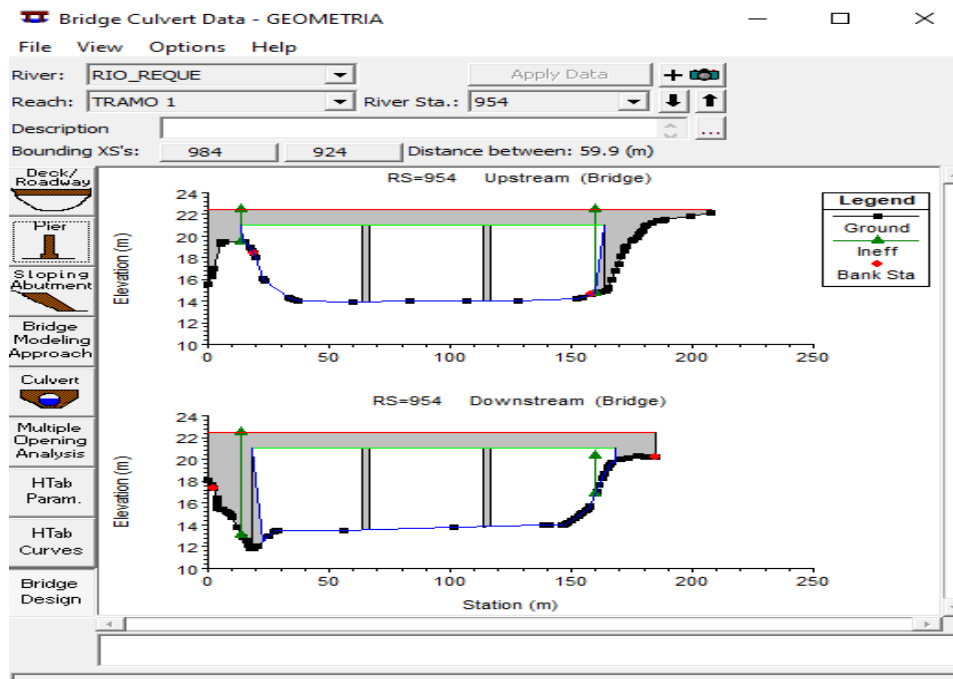 Bridge Culvert Data - GEOMETRIA
File View Options Help
River: RIO_REQUE Apply Data
Reach: TRAMO 1 River Sta.: 954
Description ...
Bounding XS's: 984 924 Distance between: 59.9 (m)
Deck/
Roadway
Pier
Sloping
Abutment
Bridge
Modeling
Approach
Culvert
Multiple
Opening
Analysis
HTab
Param.
HTab
Curves
Bridge
Design
RS=954 Upstream (Bridge)
24
22
20
18
16
14
12
10
Elevation (m)
0 50 100 150 200 250
Legend
Ground
Ineff
Bank Sta
RS=954 Downstream (Bridge)
24
22
20
18
16
14
12
10
Elevation (m)
0 50 100 150 200 250
Station (m)